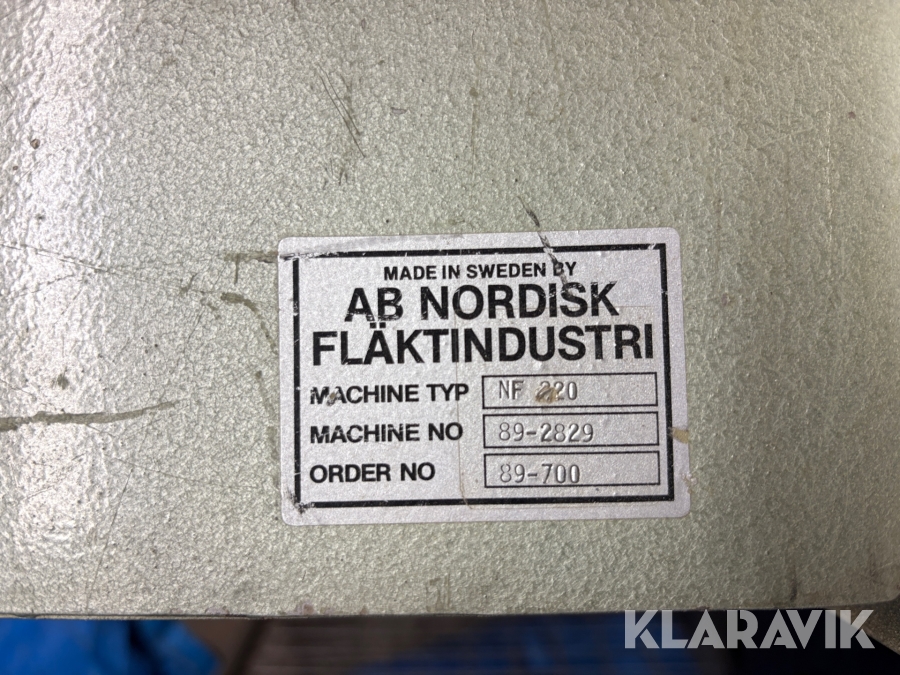 MADE IN SWEDEN BY
AB NORDISK
FLÄKTINDUSTRI
MACHINE TYP NF 220
MACHINE NO 89-2829
ORDER NO 89-700
KLARAVIK